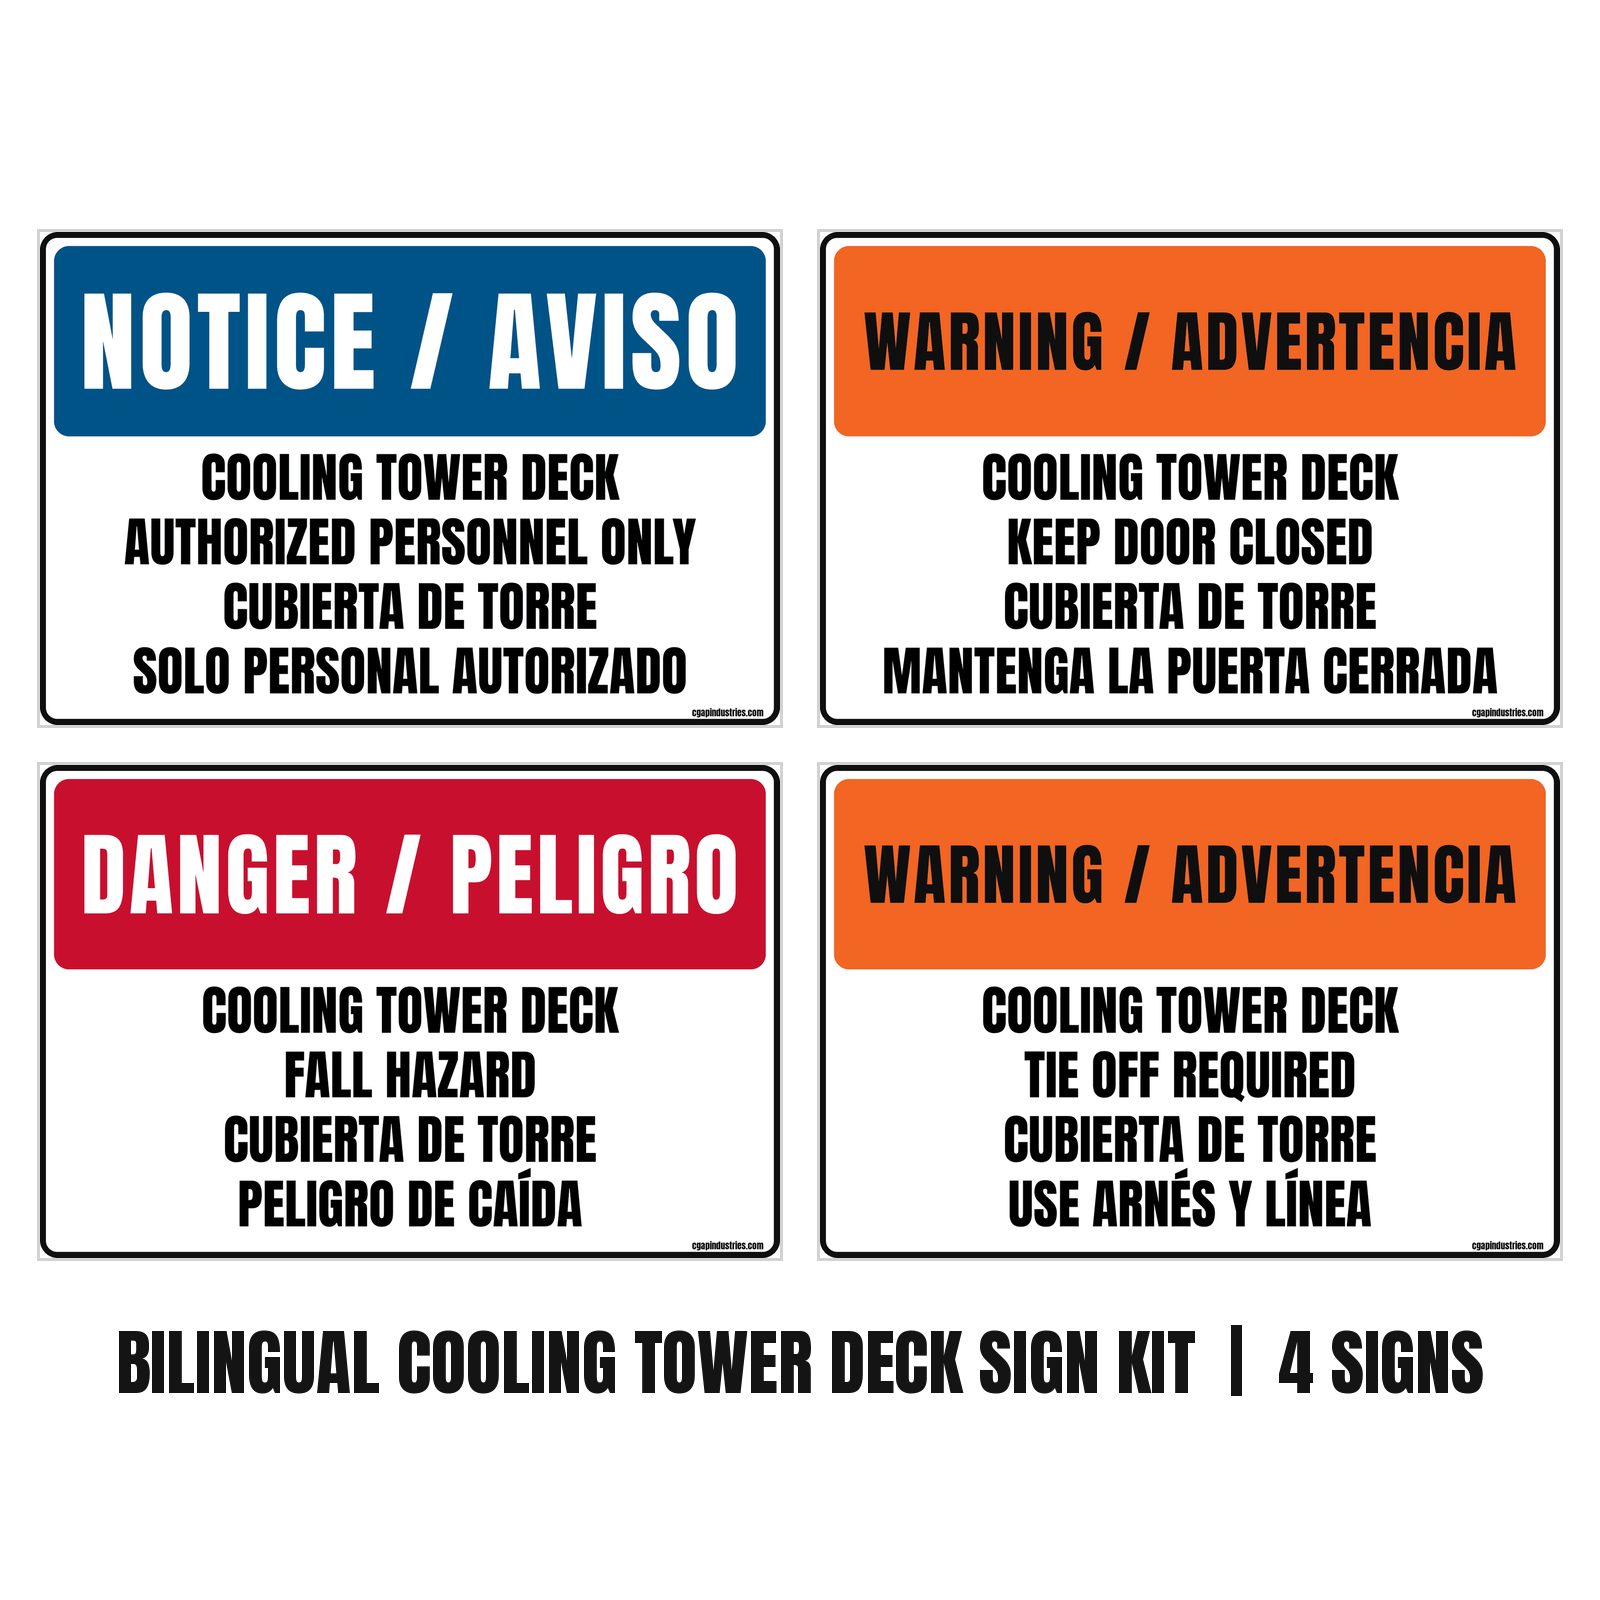 NOTICE / AVISO
COOLING TOWER DECK
AUTHORIZED PERSONNEL ONLY
CUBIERTA DE TORRE
SOLO PERSONAL AUTORIZADO
cgapindustries.com
WARNING / ADVERTENCIA
COOLING TOWER DECK
KEEP DOOR CLOSED
CUBIERTA DE TORRE
MANTENGA LA PUERTA CERRADA
cgapindustries.com
DANGER / PELIGRO
COOLING TOWER DECK
FALL HAZARD
CUBIERTA DE TORRE
PELIGRO DE CAÍDA
cgapindustries.com
WARNING / ADVERTENCIA
COOLING TOWER DECK
TIE OFF REQUIRED
CUBIERTA DE TORRE
USE ARNÉS Y LÍNEA
cgapindustries.com
BILINGUAL COOLING TOWER DECK SIGN KIT | 4 SIGNS